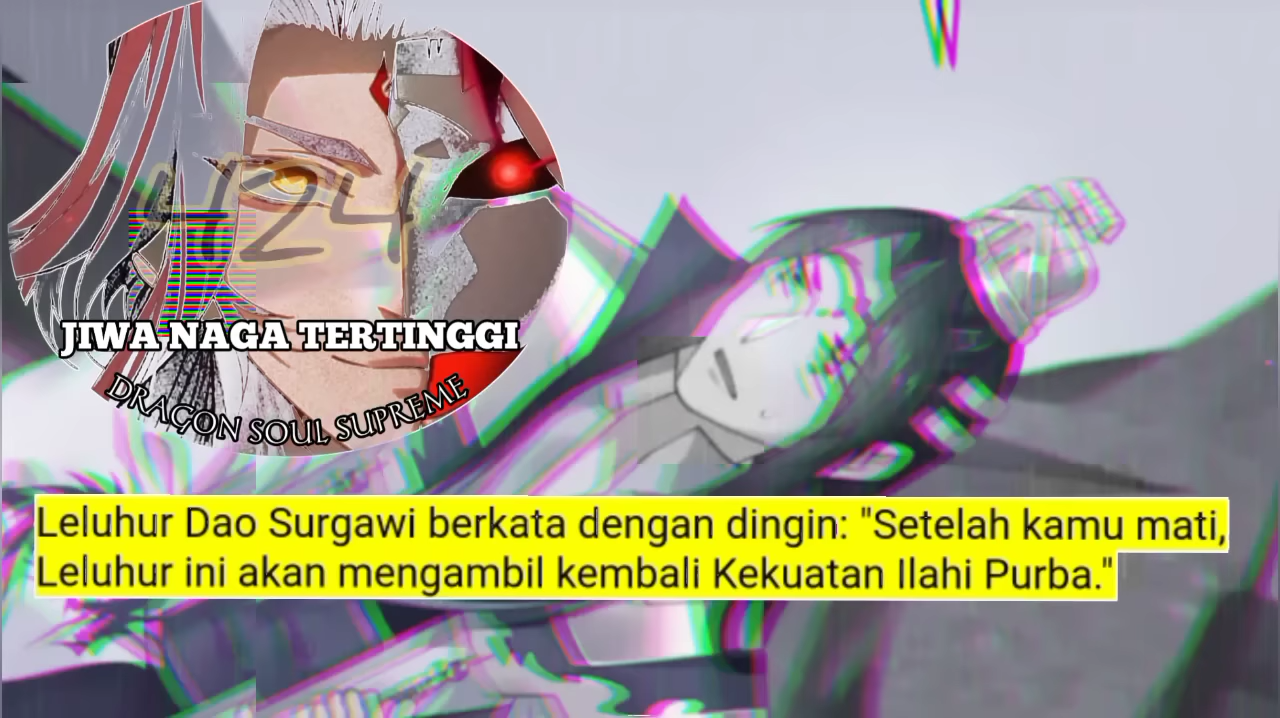 424
JIWA NAGA TERTINGGI
DRAGON SOUL SUPREME
Leluhur Dao Surgawi berkata dengan dingin: "Setelah kamu mati,
Leluhur ini akan mengambil kembali Kekuatan Ilahi Purba."